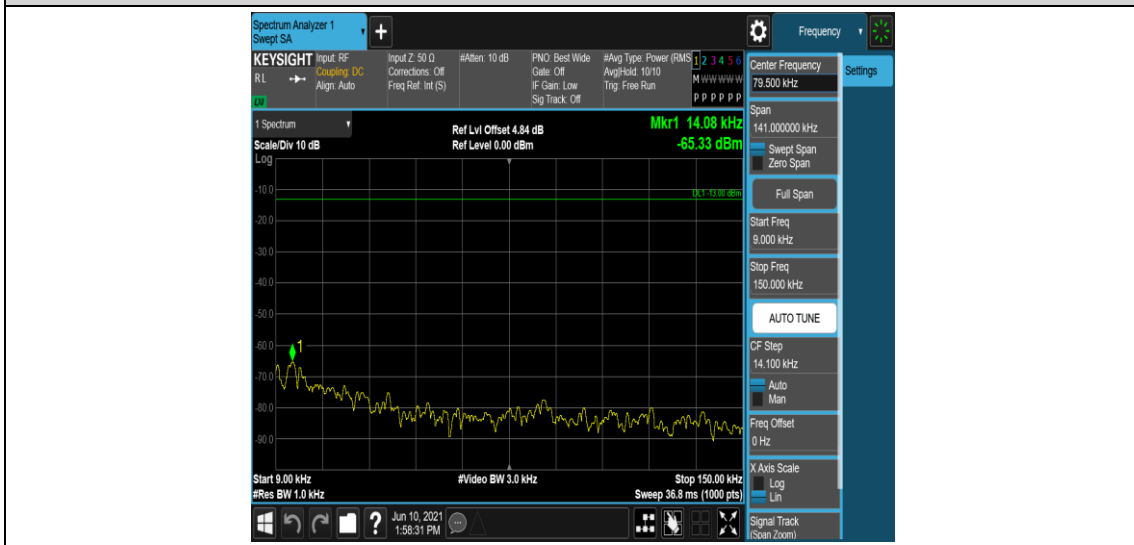 Spectrum Analyzer 1
Swept SA
+
Frequency
KEYSIGHT
RL
LXI
Input: RF
Coupling: DC
Align: Auto
Input Z: 50 Ω
Corrections: Off
Freq Ref: Int (S)
#Atten: 10 dB
PNO: Best Wide
Gate: Off
IF Gain: Low
Sig Track: Off
#Avg Type: Power (RMS
Avg|Hold: 10/10
Trig: Free Run
1 2 3 4 5 6
M W W W W W
P P P P P P
1 Spectrum
Scale/Div 10 dB
Log
Ref Lvl Offset 4.84 dB
Ref Level 0.00 dBm
Mkr1 14.08 kHz
-65.33 dBm
DL1 -13.00 dBm
-10.0
-20.0
-30.0
-40.0
-50.0
-60.0
1
-70.0
-80.0
-90.0
Start 9.00 kHz
#Res BW 1.0 kHz
#Video BW 3.0 kHz
Stop 150.00 kHz
Sweep 36.8 ms (1000 pts)
?
Jun 10, 2021
1:58:31 PM
Center Frequency
79.500 kHz
Settings
Span
141.000000 kHz
Swept Span
Zero Span
Full Span
Start Freq
9.000 kHz
Stop Freq
150.000 kHz
AUTO TUNE
CF Step
14.100 kHz
Auto
Man
Freq Offset
0 Hz
X Axis Scale
Log
Lin
Signal Track
(Span Zoom)